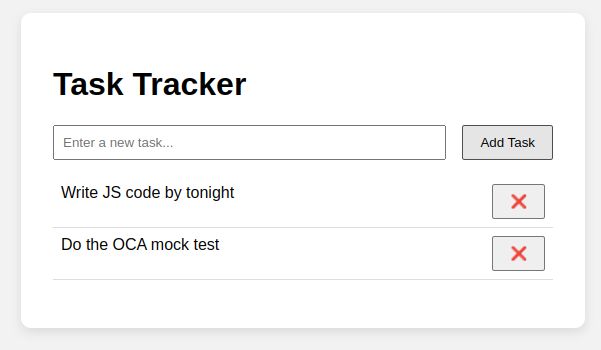 Task Tracker
Enter a new task...
Add Task
Write JS code by tonight
Do the OCA mock test